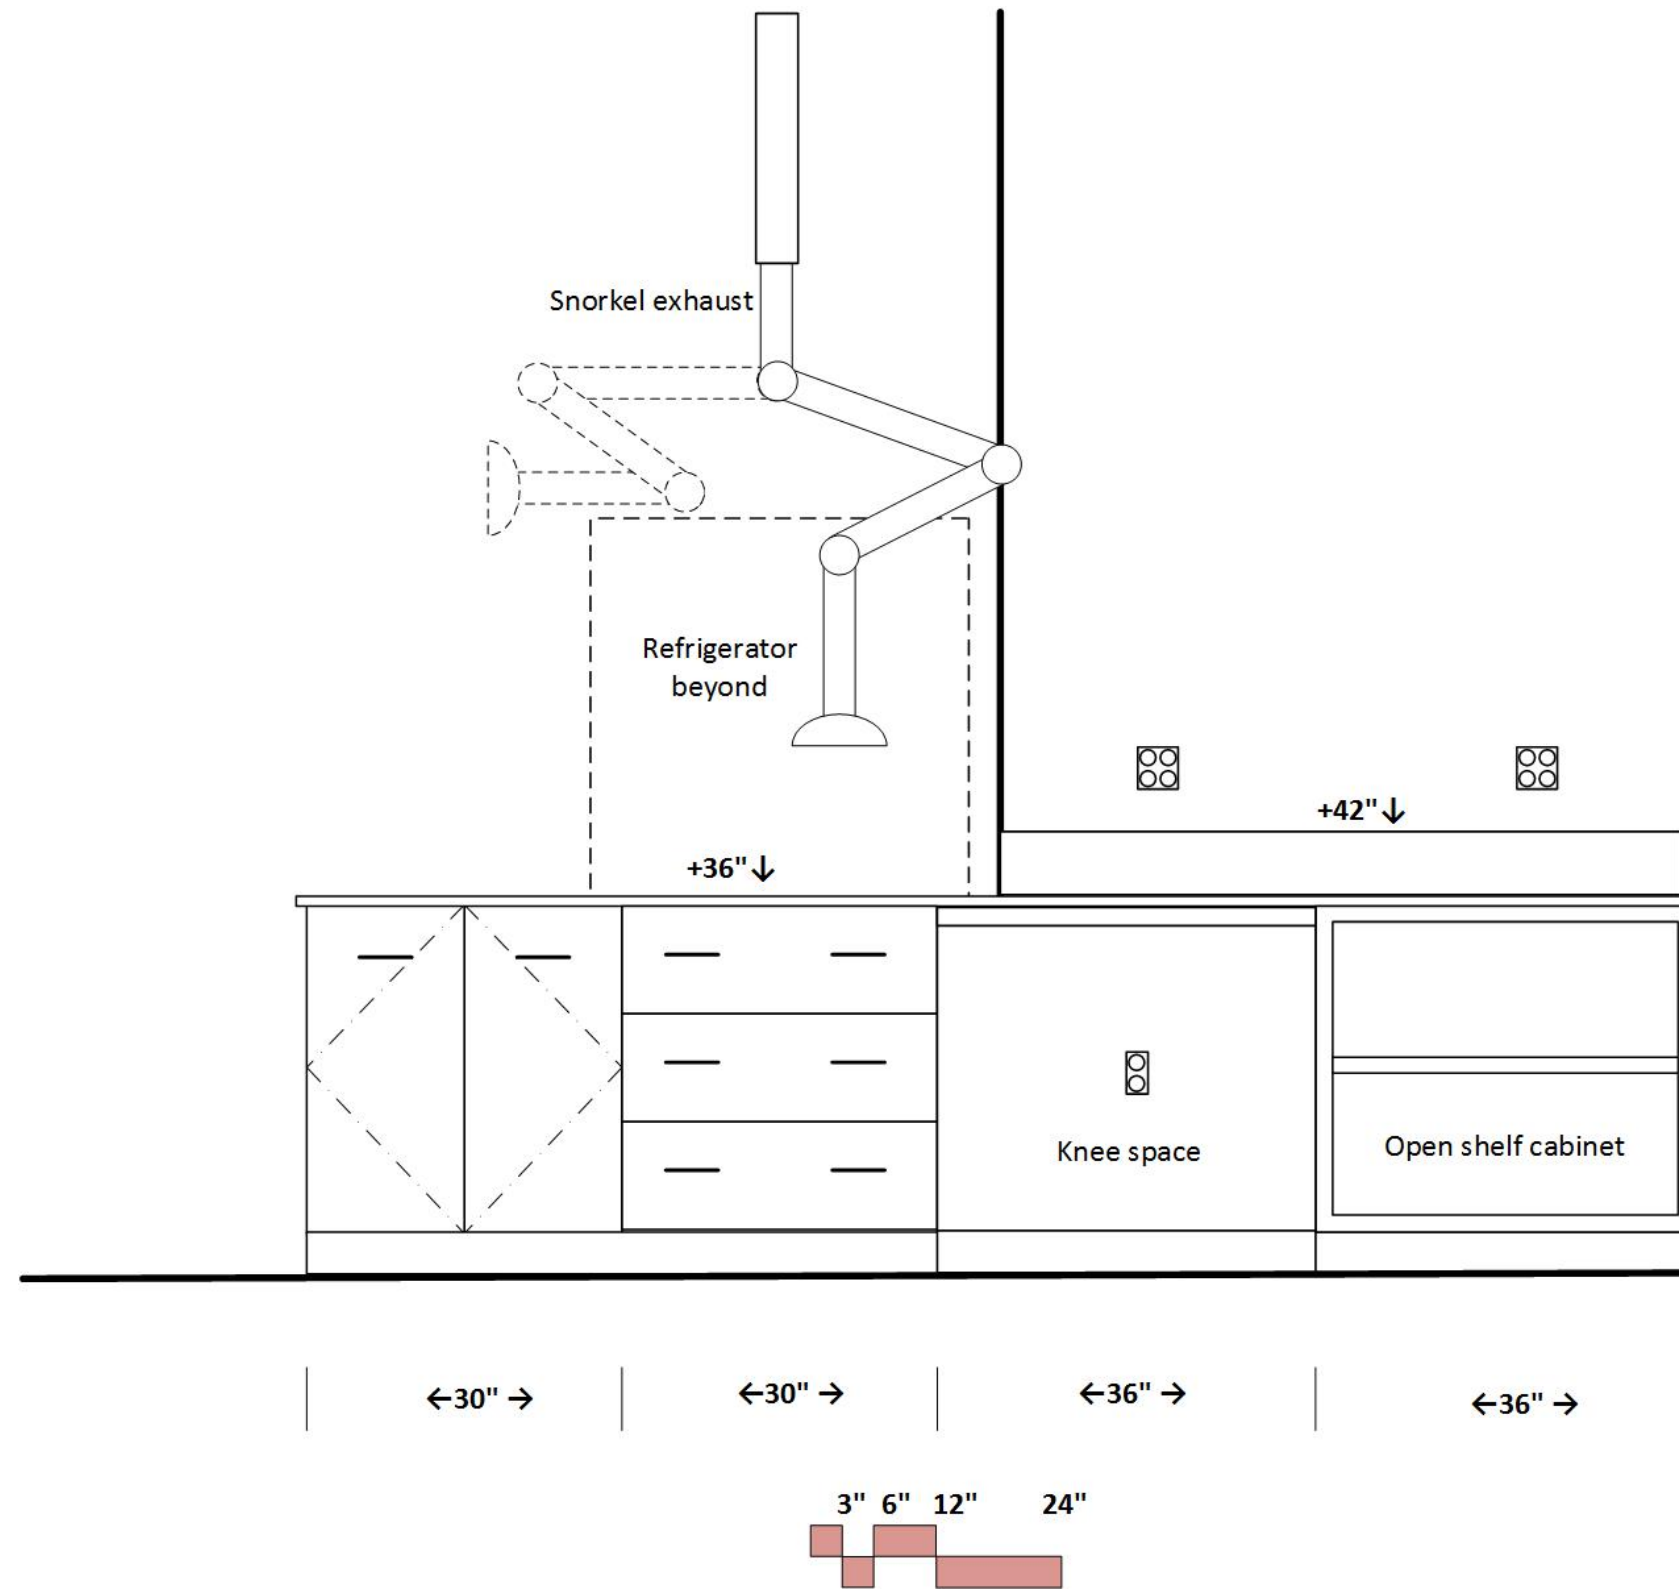 Snorkel exhaust
Refrigerator
beyond
+42"↓
+36"↓
Knee space
Open shelf cabinet
←30" →
←30" →
←36" →
←36" →
3" 6" 12" 24"